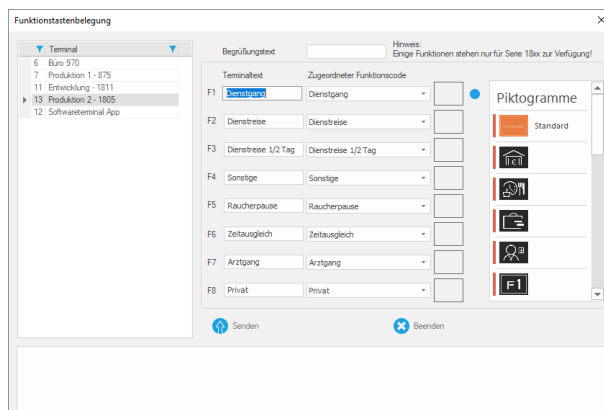 Funktionstastenbelegung
Terminal
6 Büro 970
7 Produktion 1 - 875
11 Entwicklung - 1811
13 Produktion 2 - 1805
12 Softwareterminal App
Begrüßungstext
Hinweis:
Einige Funktionen stehen nur für Serie 18xx zur Verfügung!
Terminaltext Zugeordneter Funktionscode
F1 Dienstgang Dienstgang
F2 Dienstreise Dienstreise
F3 Dienstreise 1/2 Tag Dienstreise 1/2 Tag
F4 Sonstige Sonstige
F5 Raucherpause Raucherpause
F6 Zeitausgleich Zeitausgleich
F7 Arztgang Arztgang
F8 Privat Privat
Piktogramme
Standard
F1
Senden Beenden